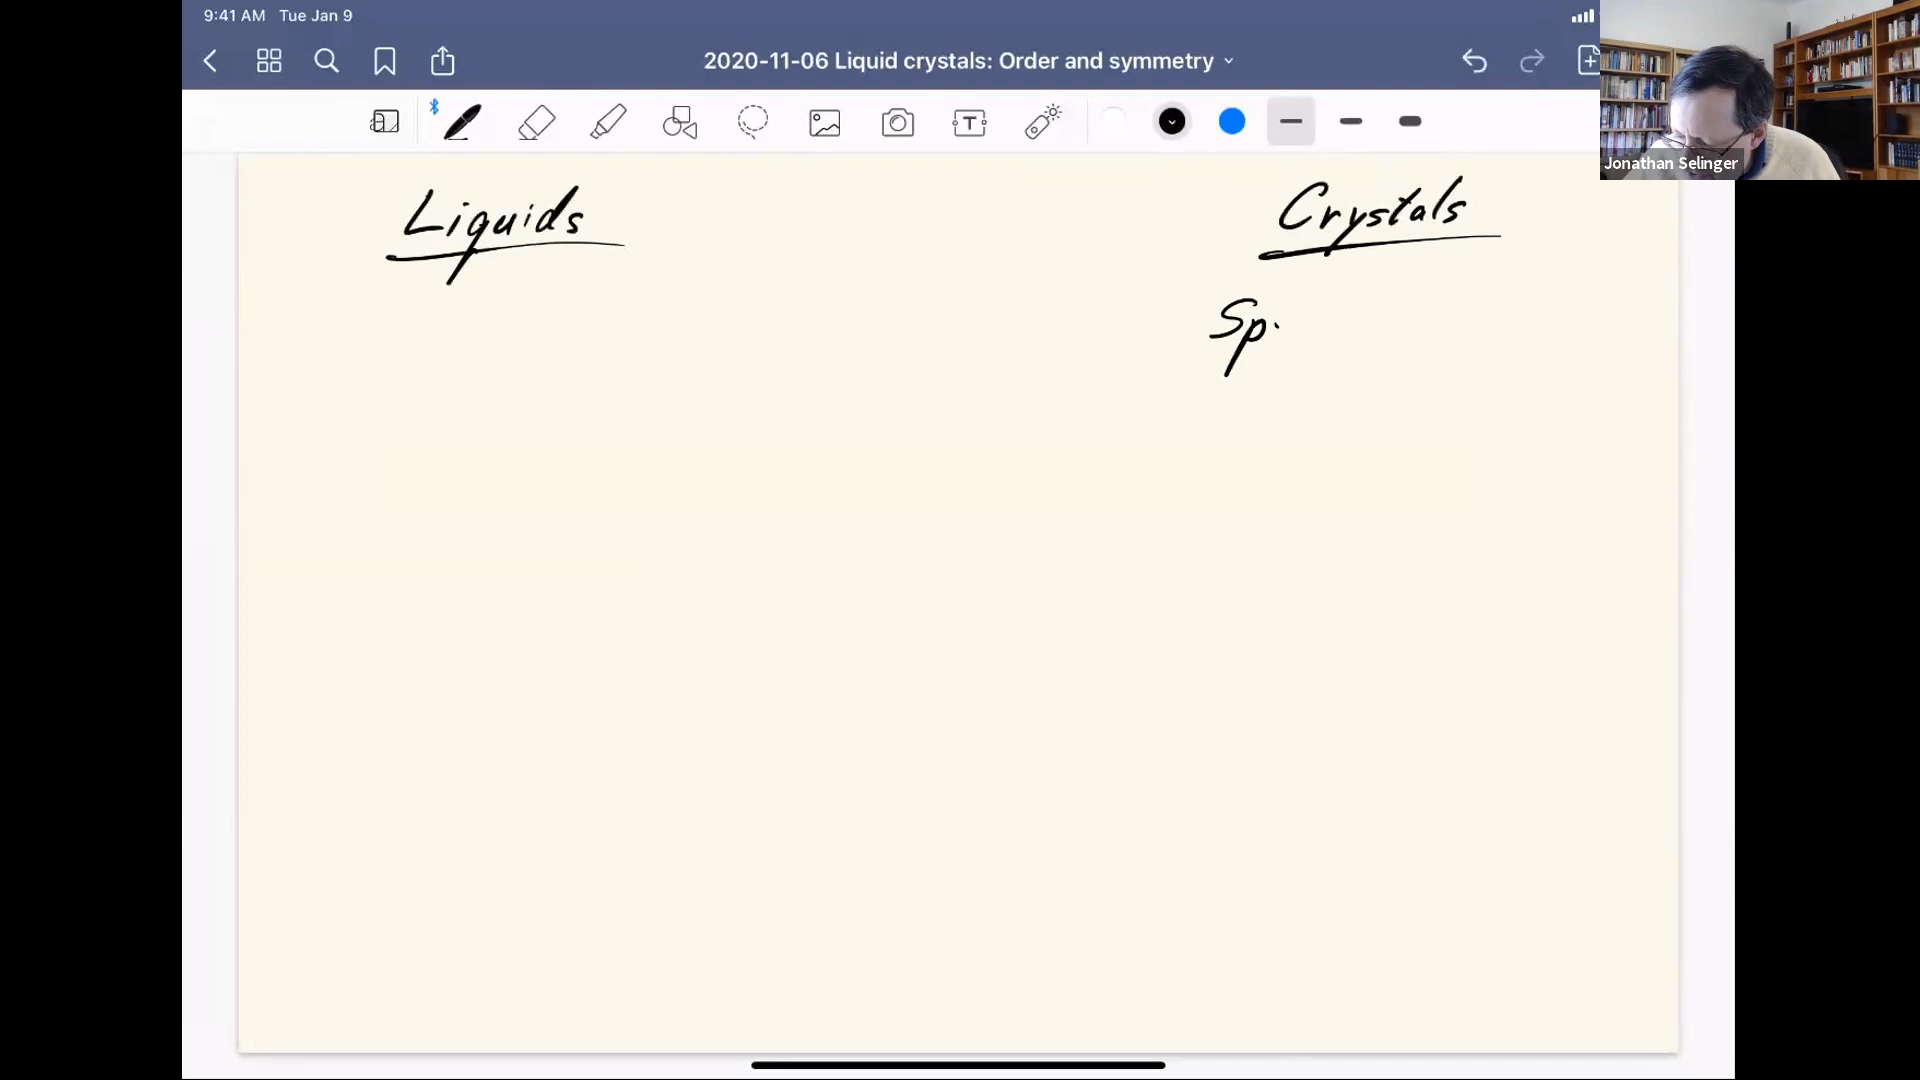 9:41 AM Tue Jan 9
2020-11-06 Liquid crystals: Order and symmetry
T
Jonathan Selinger
Liquids Crystals
Sp